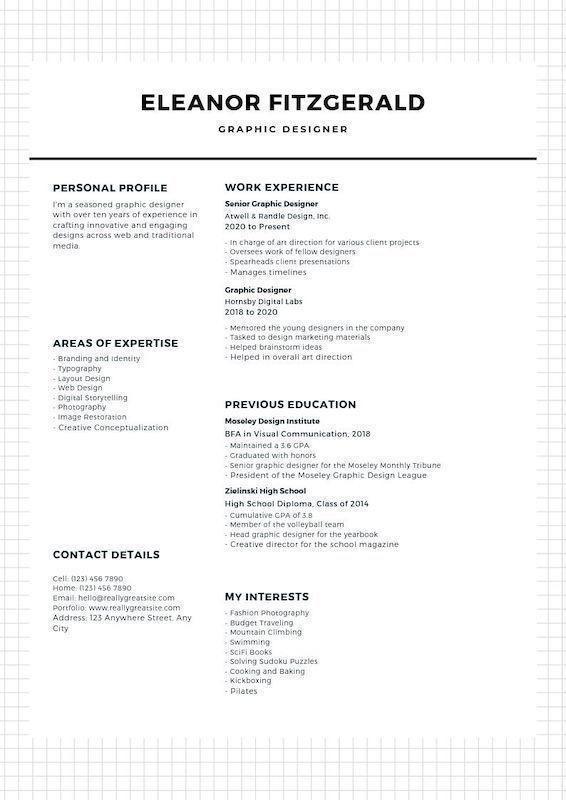 ELEANOR FITZGERALD
GRAPHIC DESIGNER
PERSONAL PROFILE
I'm a seasoned graphic designer
with over ten years of experience in
crafting innovative and engaging
designs across web and traditional
media.
AREAS OF EXPERTISE
- Branding and Identity
- Typography
- Layout Design
- Web Design
- Digital Storytelling
- Photography
- Image Restoration
- Creative Conceptualization
CONTACT DETAILS
Cell: (123) 456 7890
Home: (123) 456 7890
Email: hello@reallygreatsite.com
Portfolio: www.reallygreatsite.com
Address: 123 Anywhere Street, Any
City
WORK EXPERIENCE
Senior Graphic Designer
Atwell & Randle Design, Inc.
2020 to Present
- In charge of art direction for various client projects
- Oversees work of fellow designers
- Spearheads client presentations
- Manages timelines
Graphic Designer
Hornsby Digital Labs
2018 to 2020
- Mentored the young designers in the company
- Tasked to design marketing materials
- Helped brainstorm ideas
- Helped in overall art direction
PREVIOUS EDUCATION
Moseley Design Institute
BFA in Visual Communication, 2018
- Maintained a 3.6 GPA
- Graduated with honors
- Senior graphic designer for the Moseley Monthly Tribune
- President of the Moseley Graphic Design League
Zielinski High School
High School Diploma, Class of 2014
- Cumulative GPA of 3.8
- Member of the volleyball team
- Head graphic designer for the yearbook
- Creative director for the school magazine
MY INTERESTS
- Fashion Photography
- Budget Traveling
- Mountain Climbing
- Swimming
- SciFi Books
- Solving Sudoku Puzzles
- Cooking and Baking
- Kickboxing
- Pilates